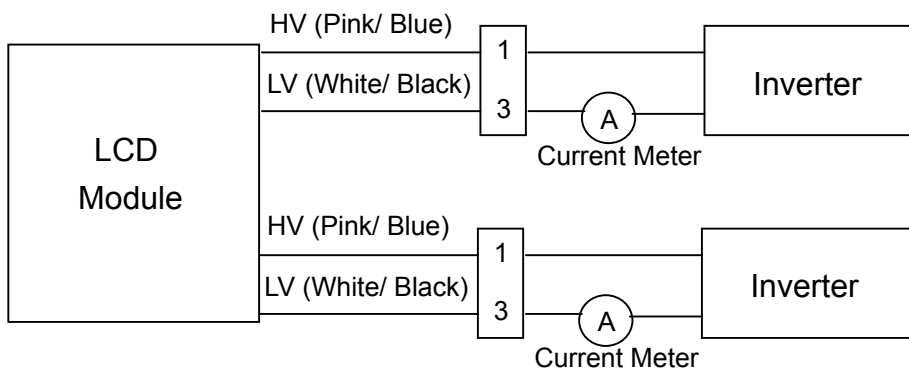 HV (Pink/ Blue)
1
LV (White/ Black)
3
A
Current Meter
Inverter
LCD
Module
HV (Pink/ Blue)
1
LV (White/ Black)
3
A
Current Meter
Inverter